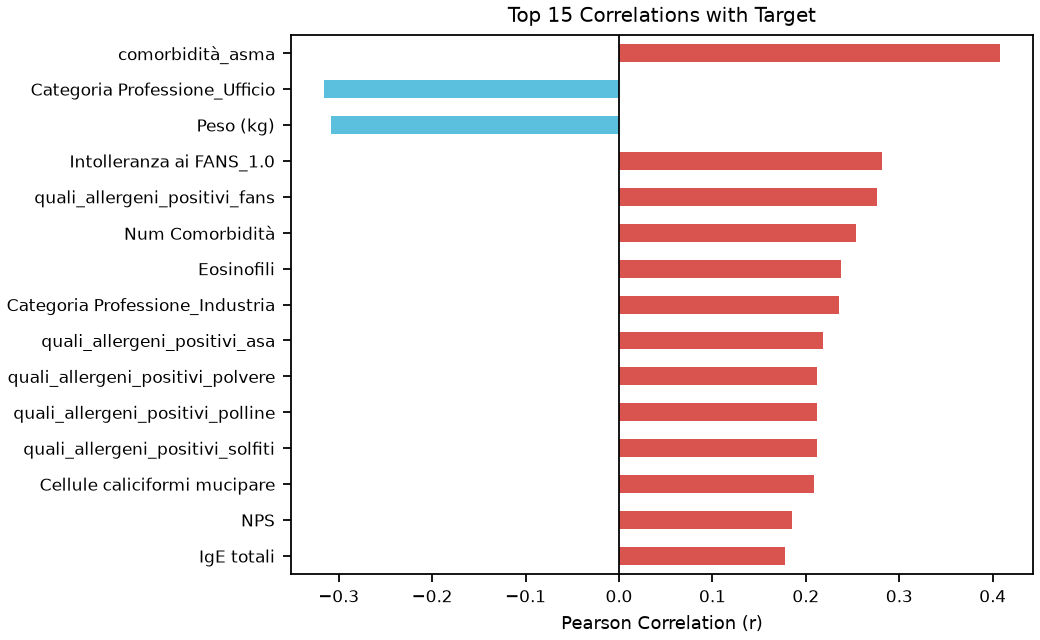 Top 15 Correlations with Target
comorbidità_asma
Categoria Professione_Ufficio
Peso (kg)
Intolleranza ai FANS_1.0
quali_allergeni_positivi_fans
Num Comorbidità
Eosinofili
Categoria Professione_Industria
quali_allergeni_positivi_asa
quali_allergeni_positivi_polvere
quali_allergeni_positivi_polline
quali_allergeni_positivi_solfiti
Cellule caliciformi mucipare
NPS
IgE totali
−0.3 −0.2 −0.1 0.0 0.1 0.2 0.3 0.4
Pearson Correlation (r)